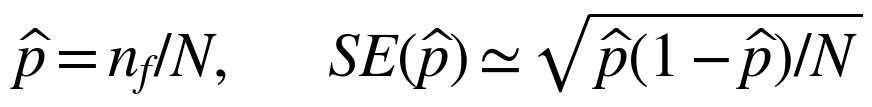 p̂ = n_f/N, SE(p̂) ≃ √p̂(1 − p̂)/N